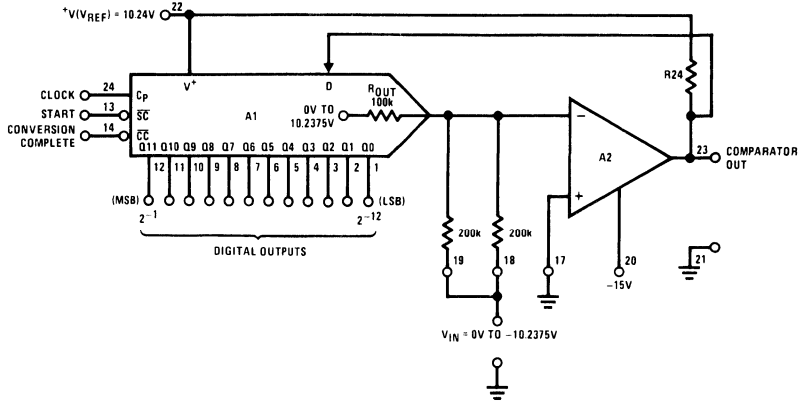 +V(VREF) = 10.24V 22
V+ D R24
CLOCK 24 CP
START 13 SC
CONVERSION COMPLETE 14 CC
A1
0V TO 10.2375V
ROUT 100k
Q11 Q10 Q9 Q8 Q7 Q6 Q5 Q4 Q3 Q2 Q1 Q0
12 11 10 9 8 7 6 5 4 3 2 1
(MSB) (LSB)
2-1 2-12
DIGITAL OUTPUTS
− A2 +
23 COMPARATOR OUT
200k 200k
19 18 17 20 21
−15V
VIN = 0V TO −10.2375V